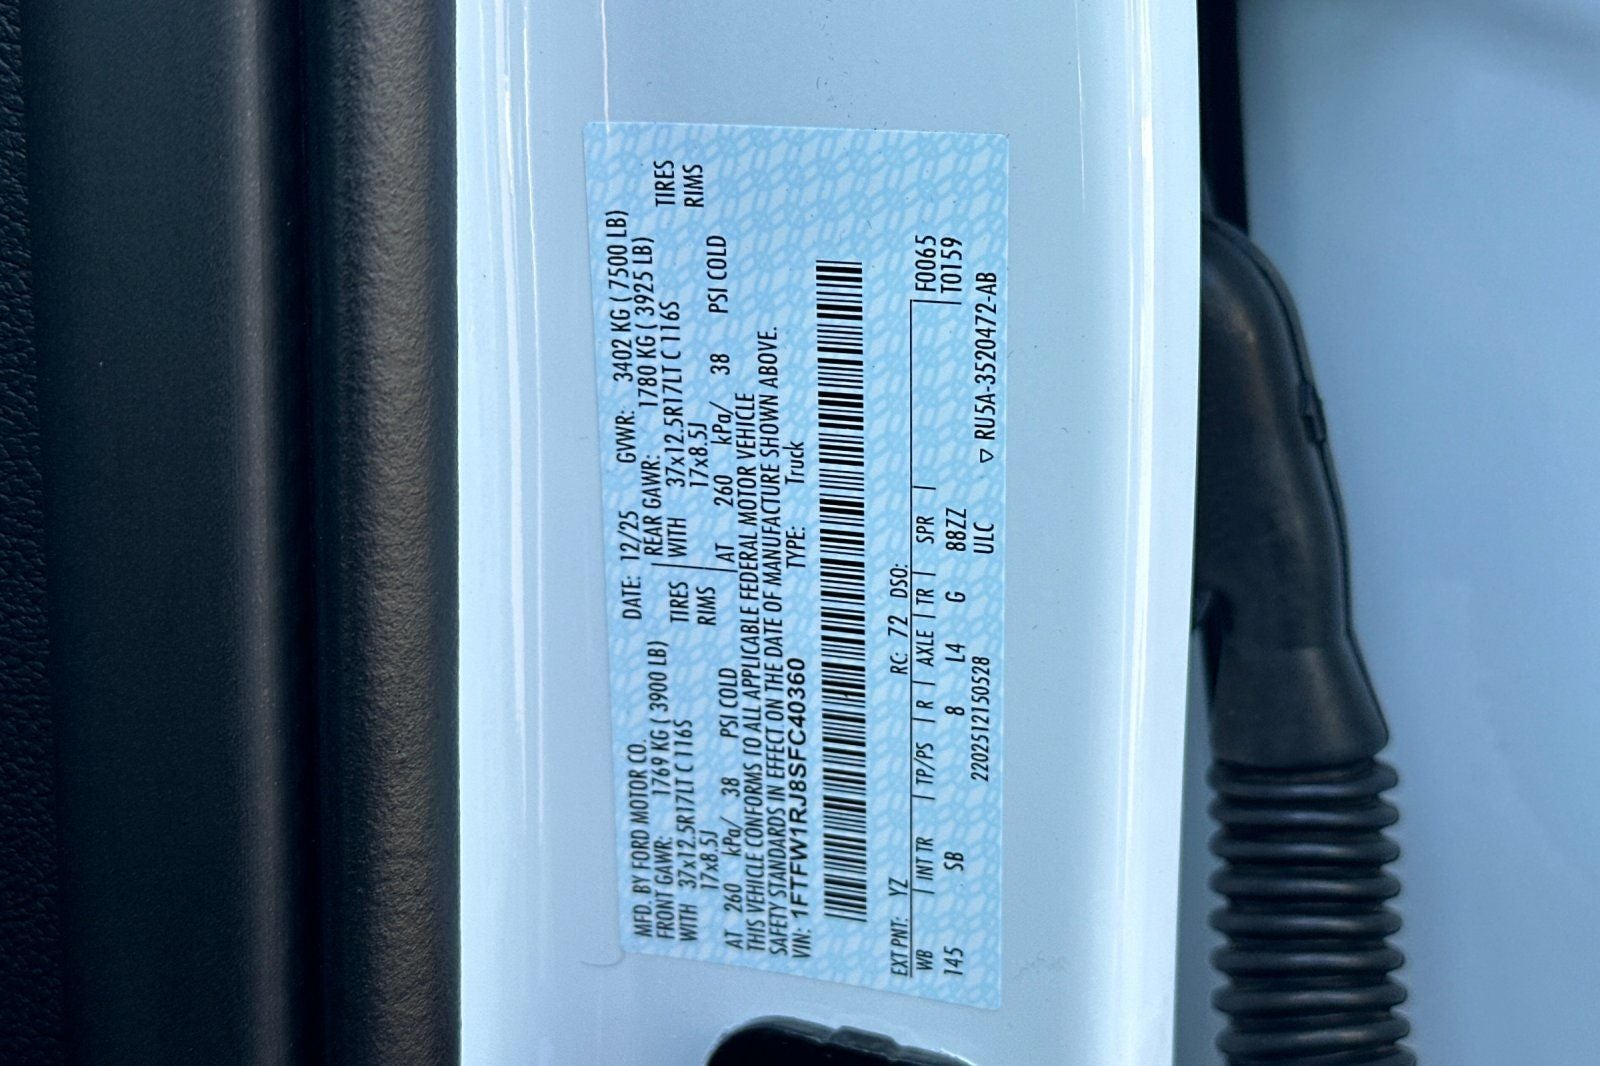 MFD. BY FORD MOTOR CO. DATE: 12/25 GVWR: 3402 KG ( 7500 LB)
FRONT GAWR: 1769 KG ( 3900 LB) REAR GAWR: 1780 KG ( 3925 LB)
WITH 37x12.5R17LT C 116S TIRES WITH 37x12.5R17LT C 116S TIRES
17x8.5J RIMS 17x8.5J RIMS
AT 260 kPa/ 38 PSI COLD AT 260 kPa/ 38 PSI COLD
THIS VEHICLE CONFORMS TO ALL APPLICABLE FEDERAL MOTOR VEHICLE
SAFETY STANDARDS IN EFFECT ON THE DATE OF MANUFACTURE SHOWN ABOVE.
VIN: 1FTFW1RJ8SFC40360 TYPE: Truck
EXT PNT: YZ RC: 72 DSO:
WB | INT TR | TP/PS | R | AXLE | TR | SPR | F0065
145 SB 8 L4 G 88ZZ T0159
2202512150528 ULC ▽ RU5A-3520472-AB